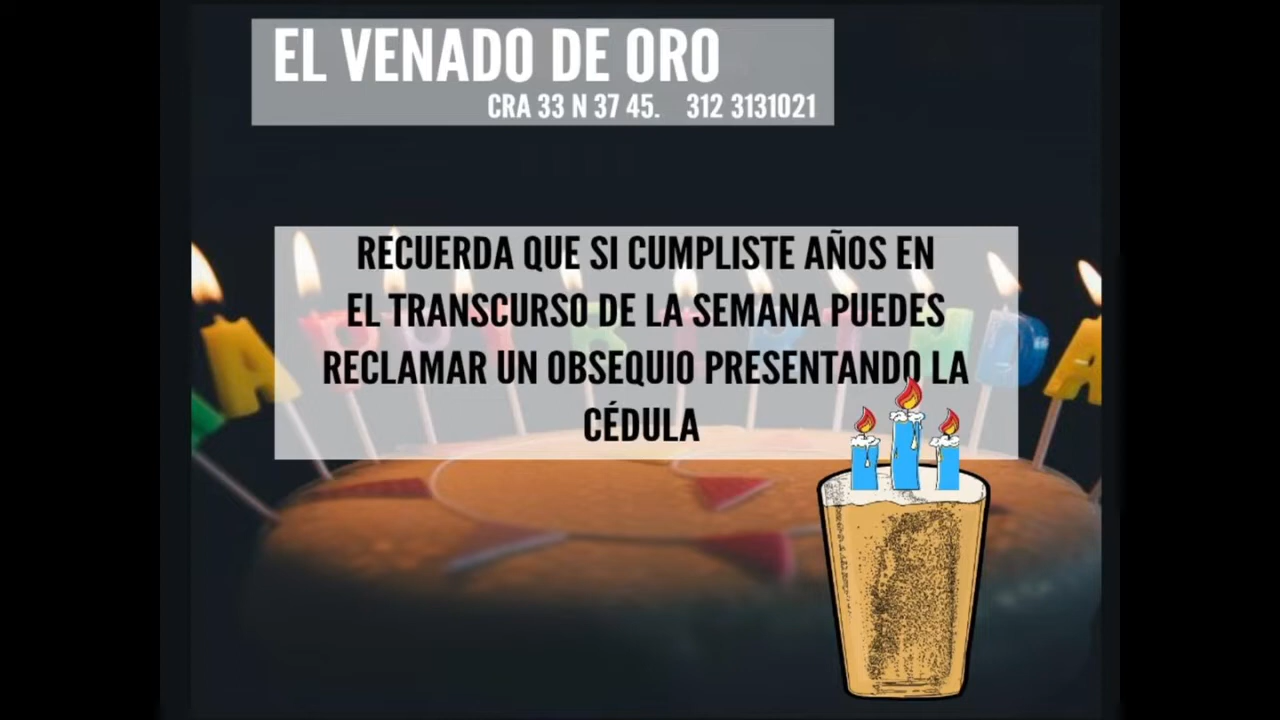 EL VENADO DE ORO
CRA 33 N 37 45. 312 3131021
RECUERDA QUE SI CUMPLISTE AÑOS EN
EL TRANSCURSO DE LA SEMANA PUEDES
RECLAMAR UN OBSEQUIO PRESENTANDO LA
CÉDULA